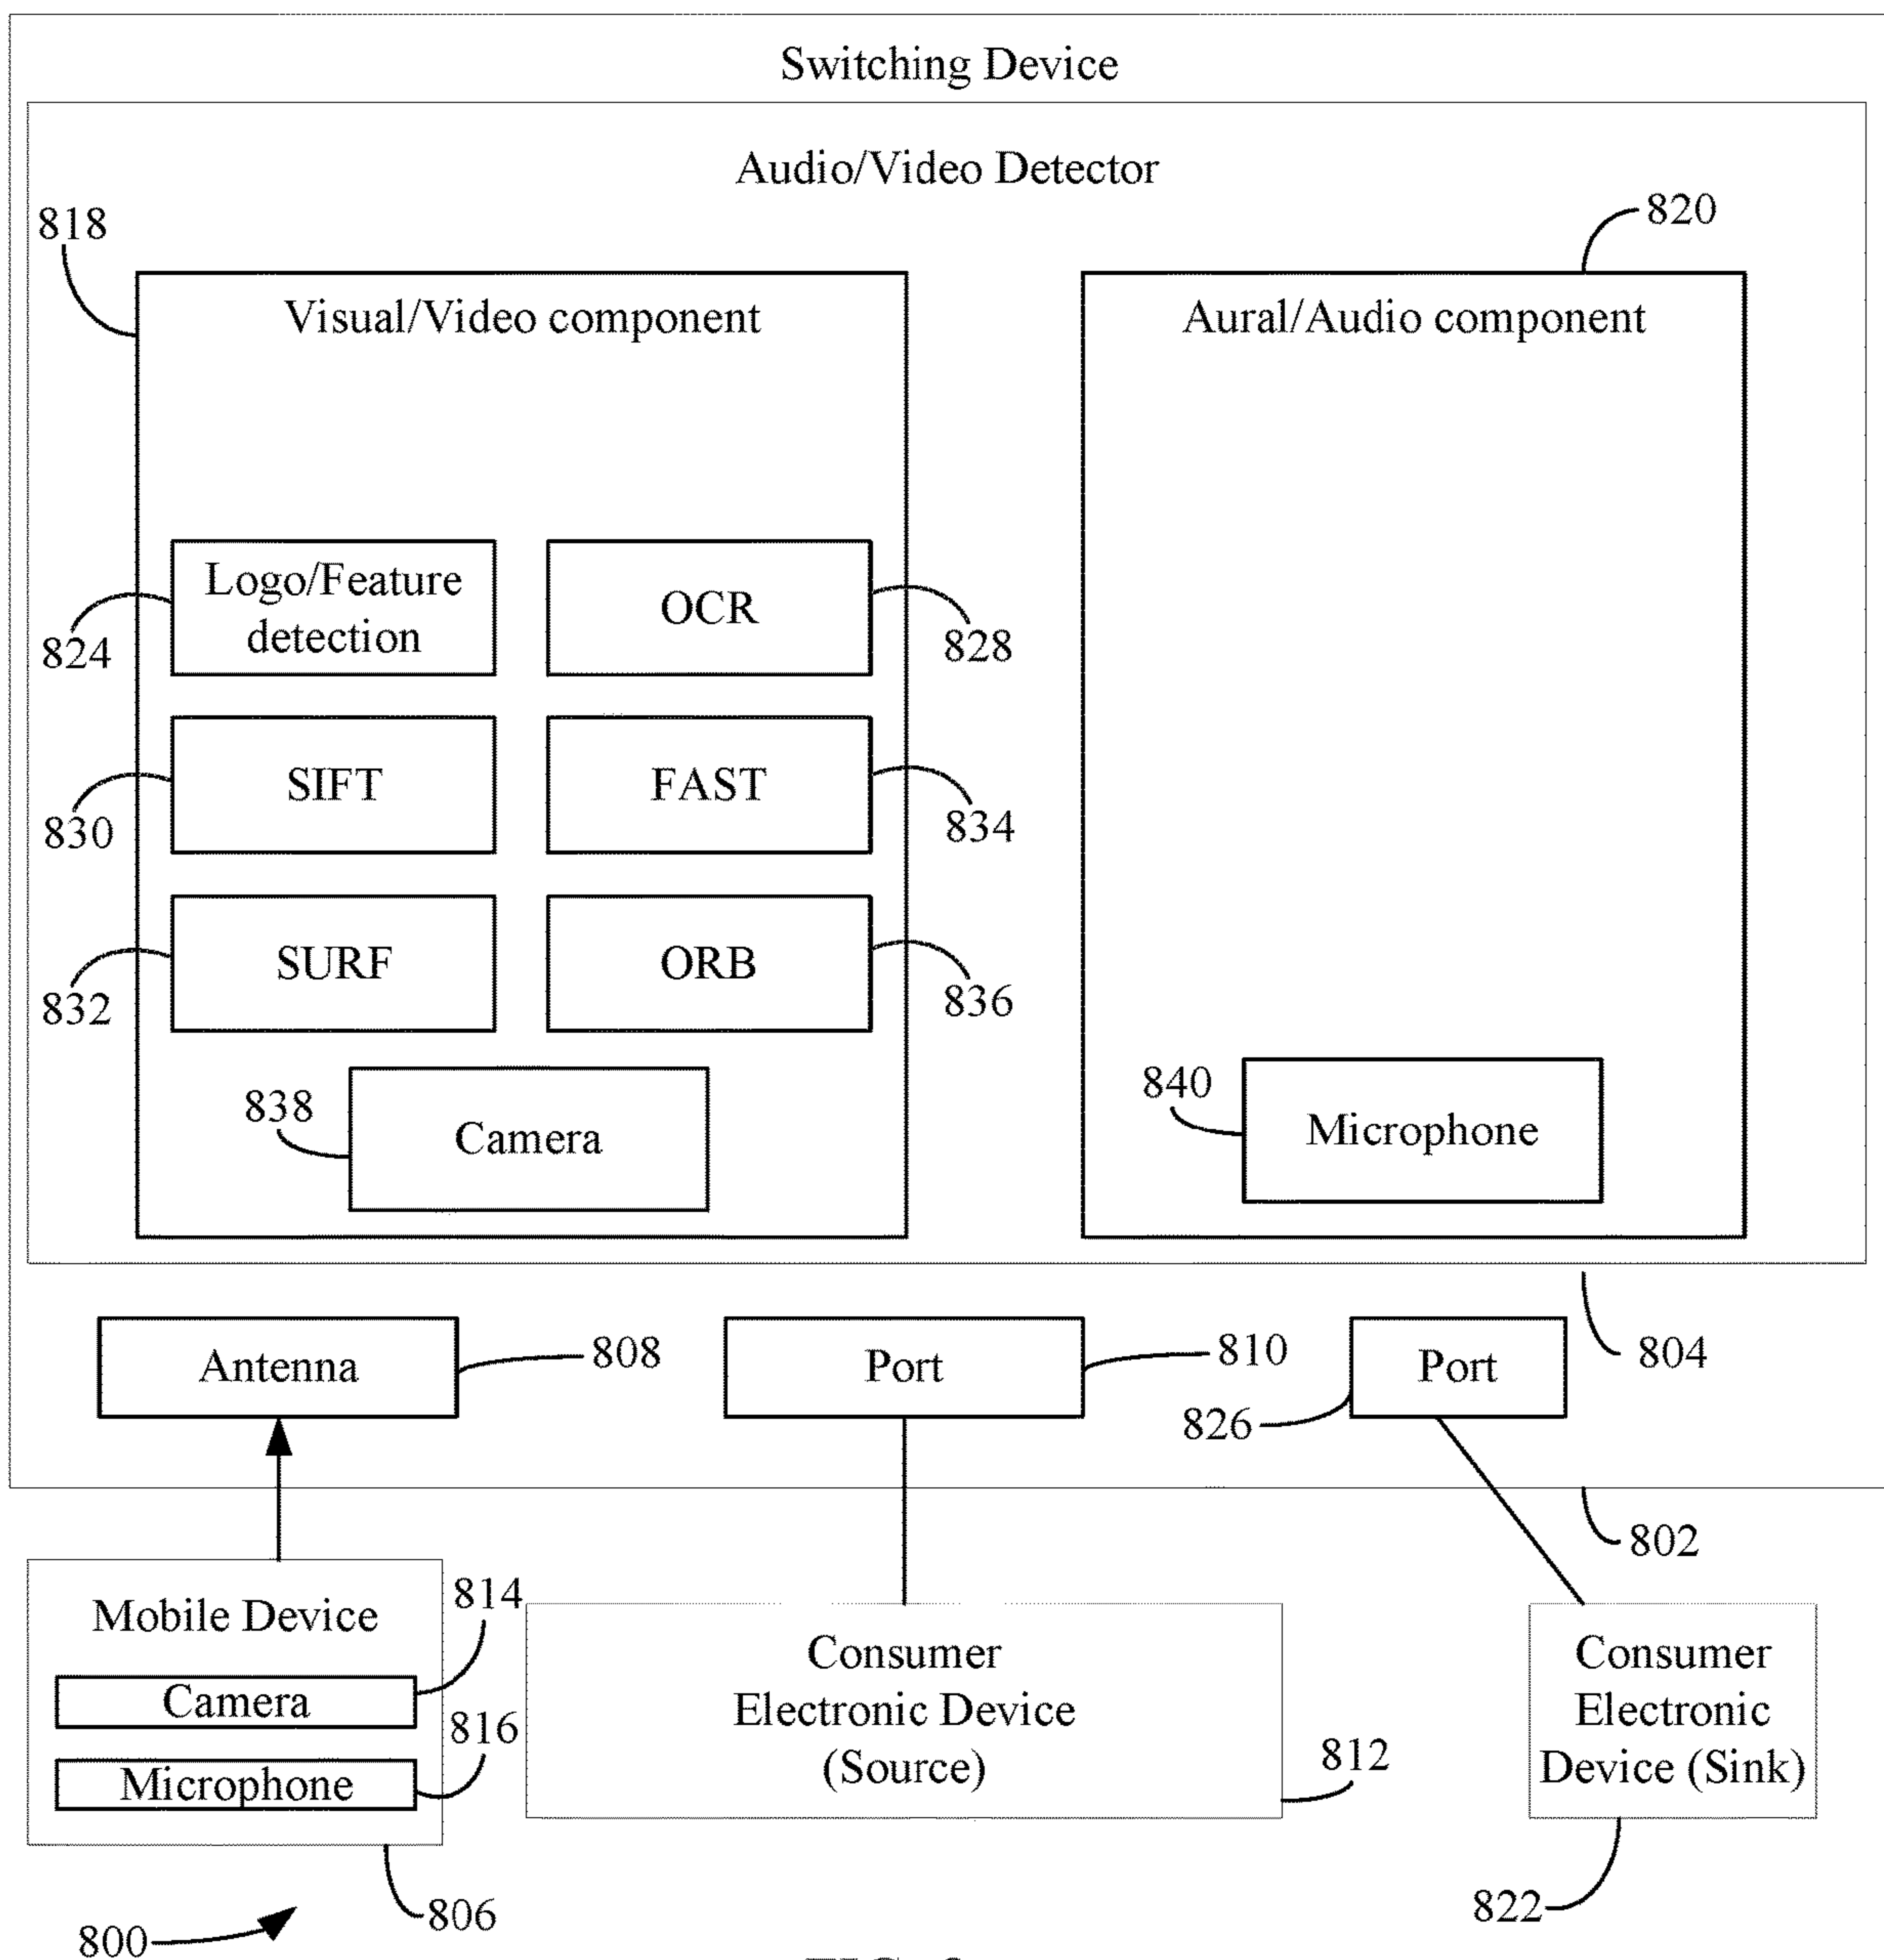 Switching Device
Audio/Video Detector
818
820
Visual/Video component
Aural/Audio component
Logo/Feature
detection
OCR
824
828
SIFT
FAST
830
834
SURF
ORB
832
836
838
Camera
840
Microphone
Antenna
808
Port
810
Port
804
826
802
Mobile Device
814
Camera
816
Microphone
Consumer
Electronic Device
(Source)
812
Consumer
Electronic
Device (Sink)
806
822
800